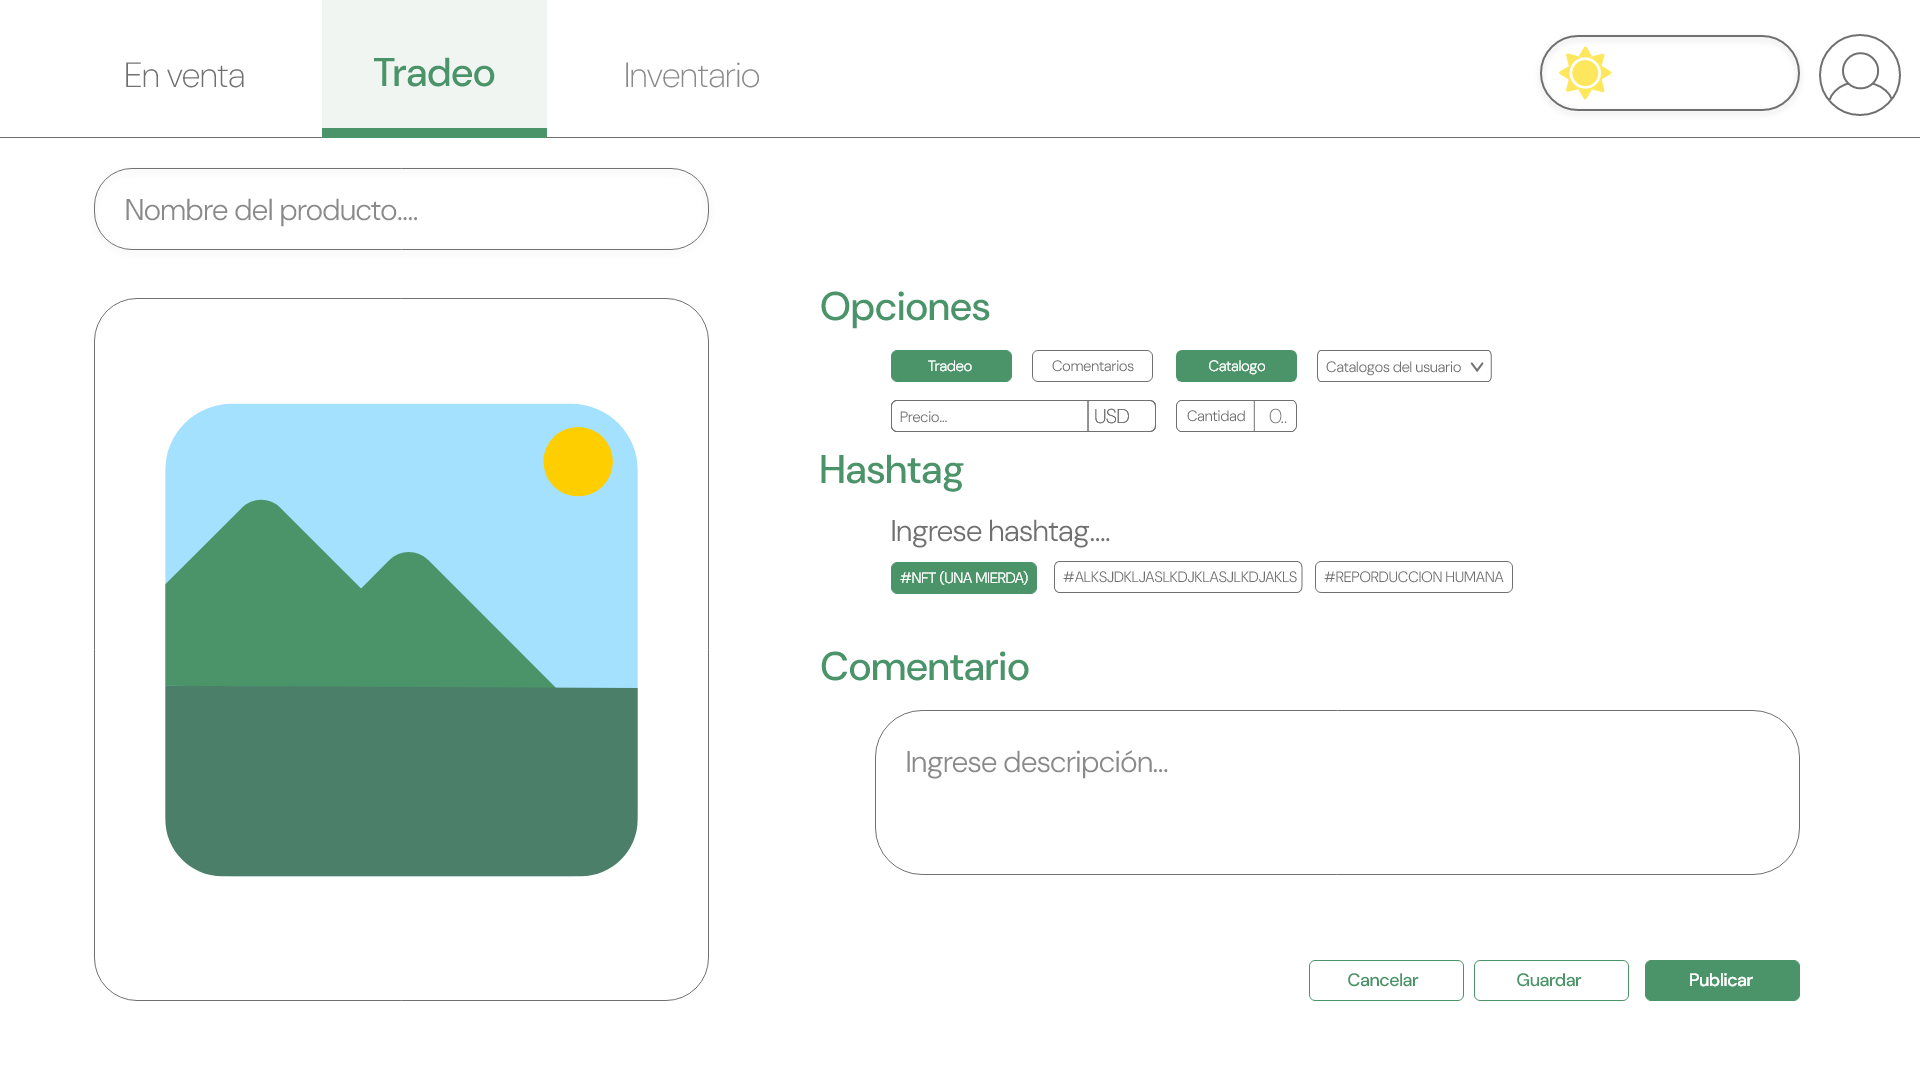 En venta
Tradeo
Inventario
Nombre del producto....
Opciones
Tradeo
Comentarios
Catalogo
Catalogos del usuario
Precio...
USD
Cantidad
0..
Hashtag
Ingrese hashtag....
#NFT (UNA MIERDA)
#ALKSJDKLJASLKDJKLASJLKDJAKLS
#REPORDUCCION HUMANA
Comentario
Ingrese descripción...
Cancelar
Guardar
Publicar